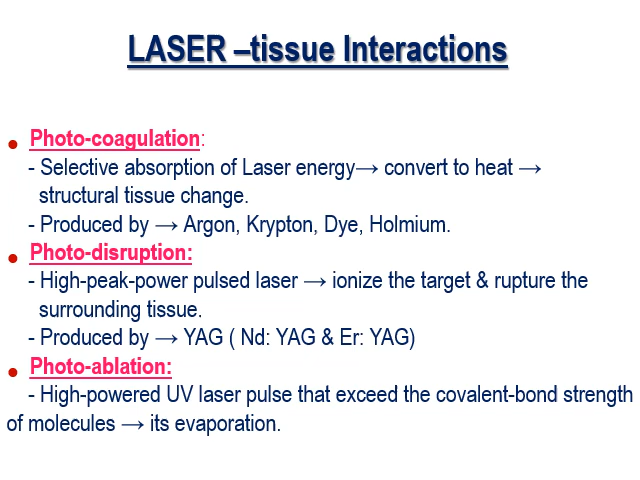 LASER –tissue Interactions
• Photo-coagulation:
- Selective absorption of Laser energy→ convert to heat →
structural tissue change.
- Produced by → Argon, Krypton, Dye, Holmium.
• Photo-disruption:
- High-peak-power pulsed laser → ionize the target & rupture the
surrounding tissue.
- Produced by → YAG ( Nd: YAG & Er: YAG)
• Photo-ablation:
- High-powered UV laser pulse that exceed the covalent-bond strength
of molecules → its evaporation.